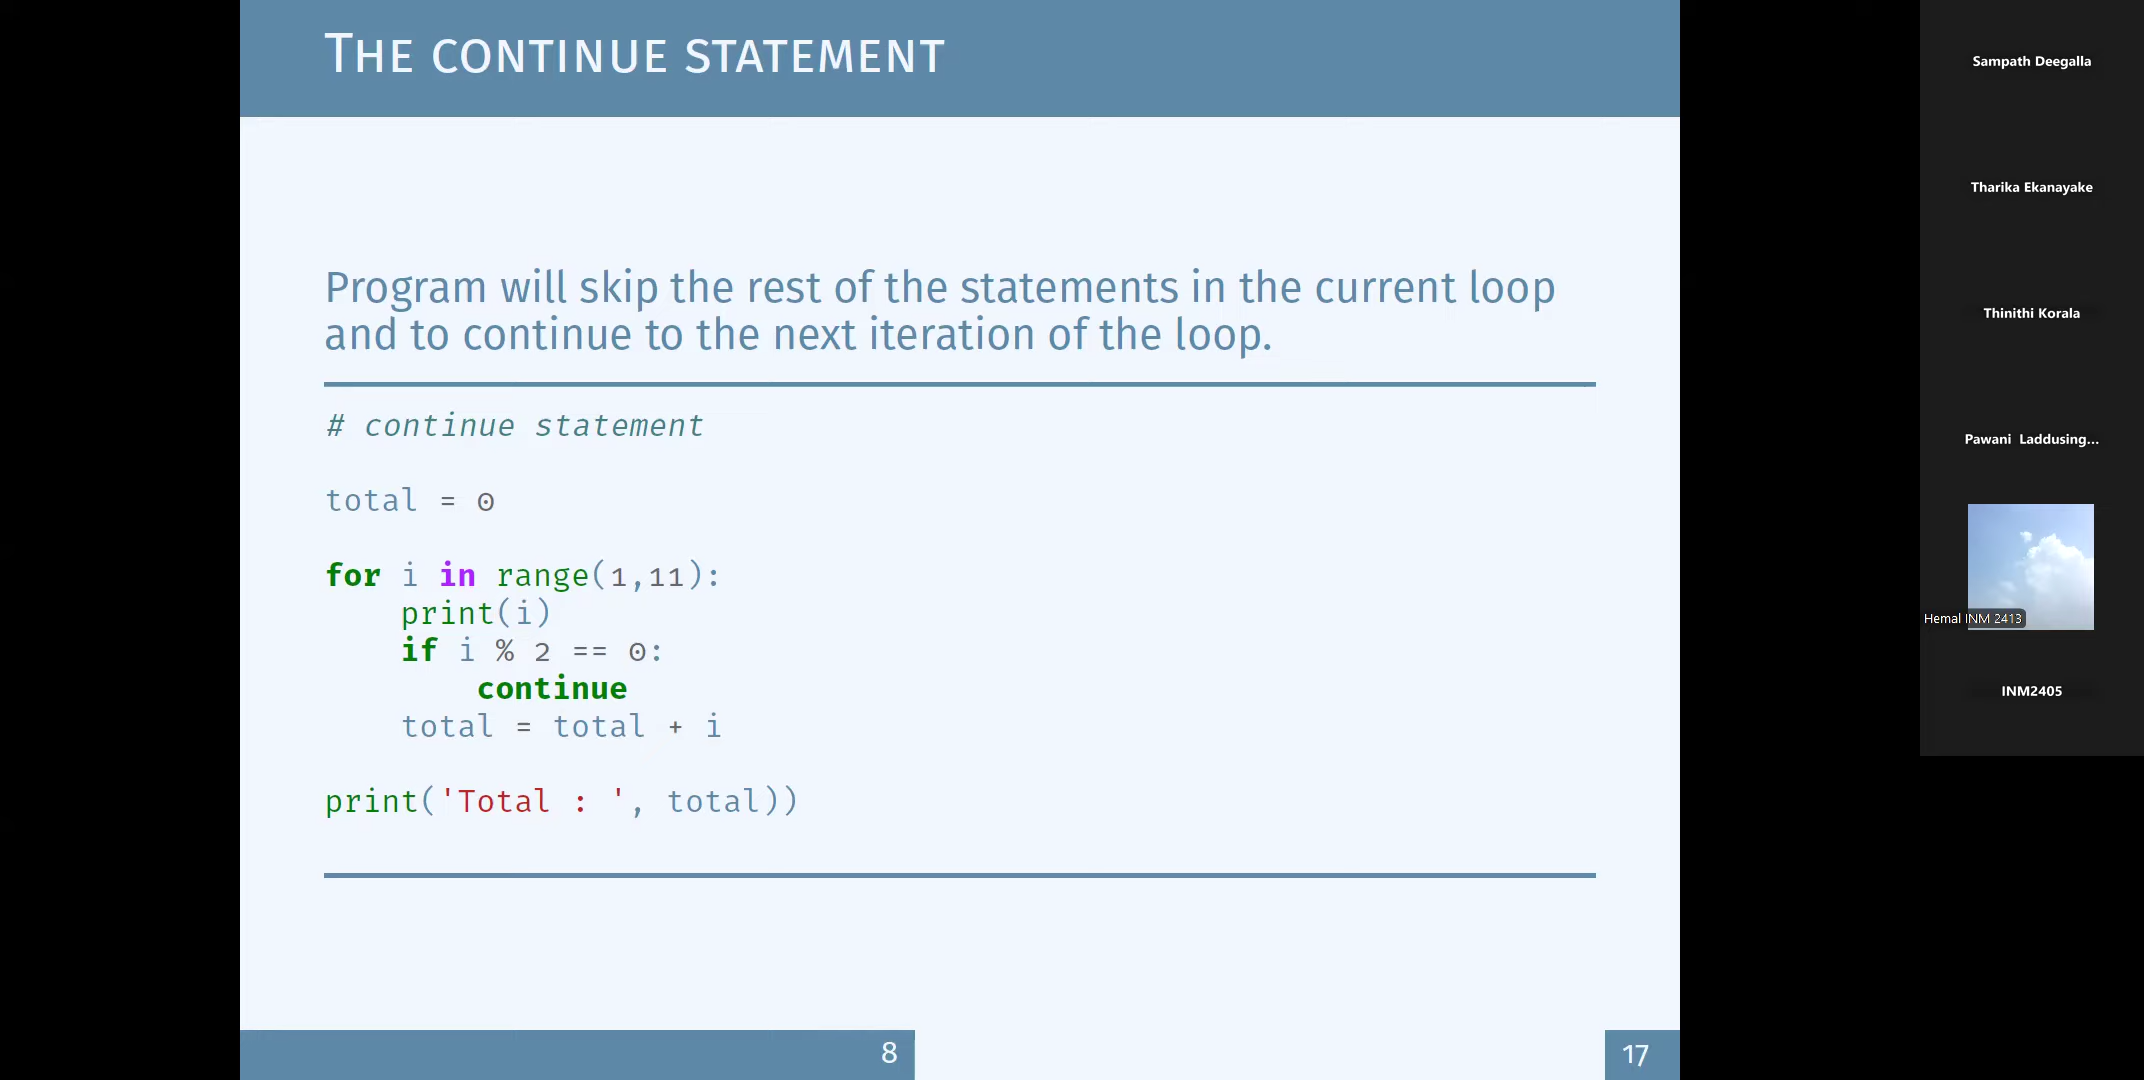 THE CONTINUE STATEMENT
Program will skip the rest of the statements in the current loop
and to continue to the next iteration of the loop.
# continue statement
total = 0
for i in range(1,11):
    print(i)
    if i % 2 == 0:
        continue
    total = total + i
print('Total : ', total))
8
17
Sampath Deegalla
Tharika Ekanayake
Thinithi Korala
Pawani Laddusing...
Hemal INM 2413
INM2405